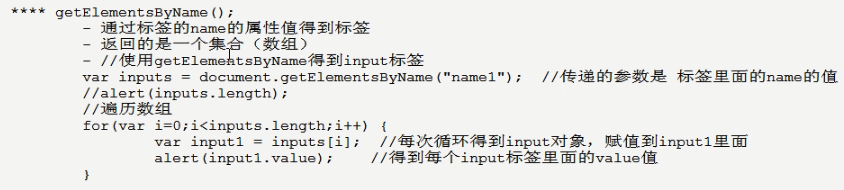 **** getElementsByName();
- 通过标签的name的属性值得到标签
- 返回的是一个集合（数组）
- //使用getElementsByName得到input标签
var inputs = document.getElementsByName("name1");  //传递的参数是 标签里面的name的值
//alert(inputs.length);
//遍历数组
for(var i=0;i<inputs.length;i++) {
var input1 = inputs[i];  //每次循环得到input对象，赋值到input1里面
alert(input1.value);    //得到每个input标签里面的value值
}